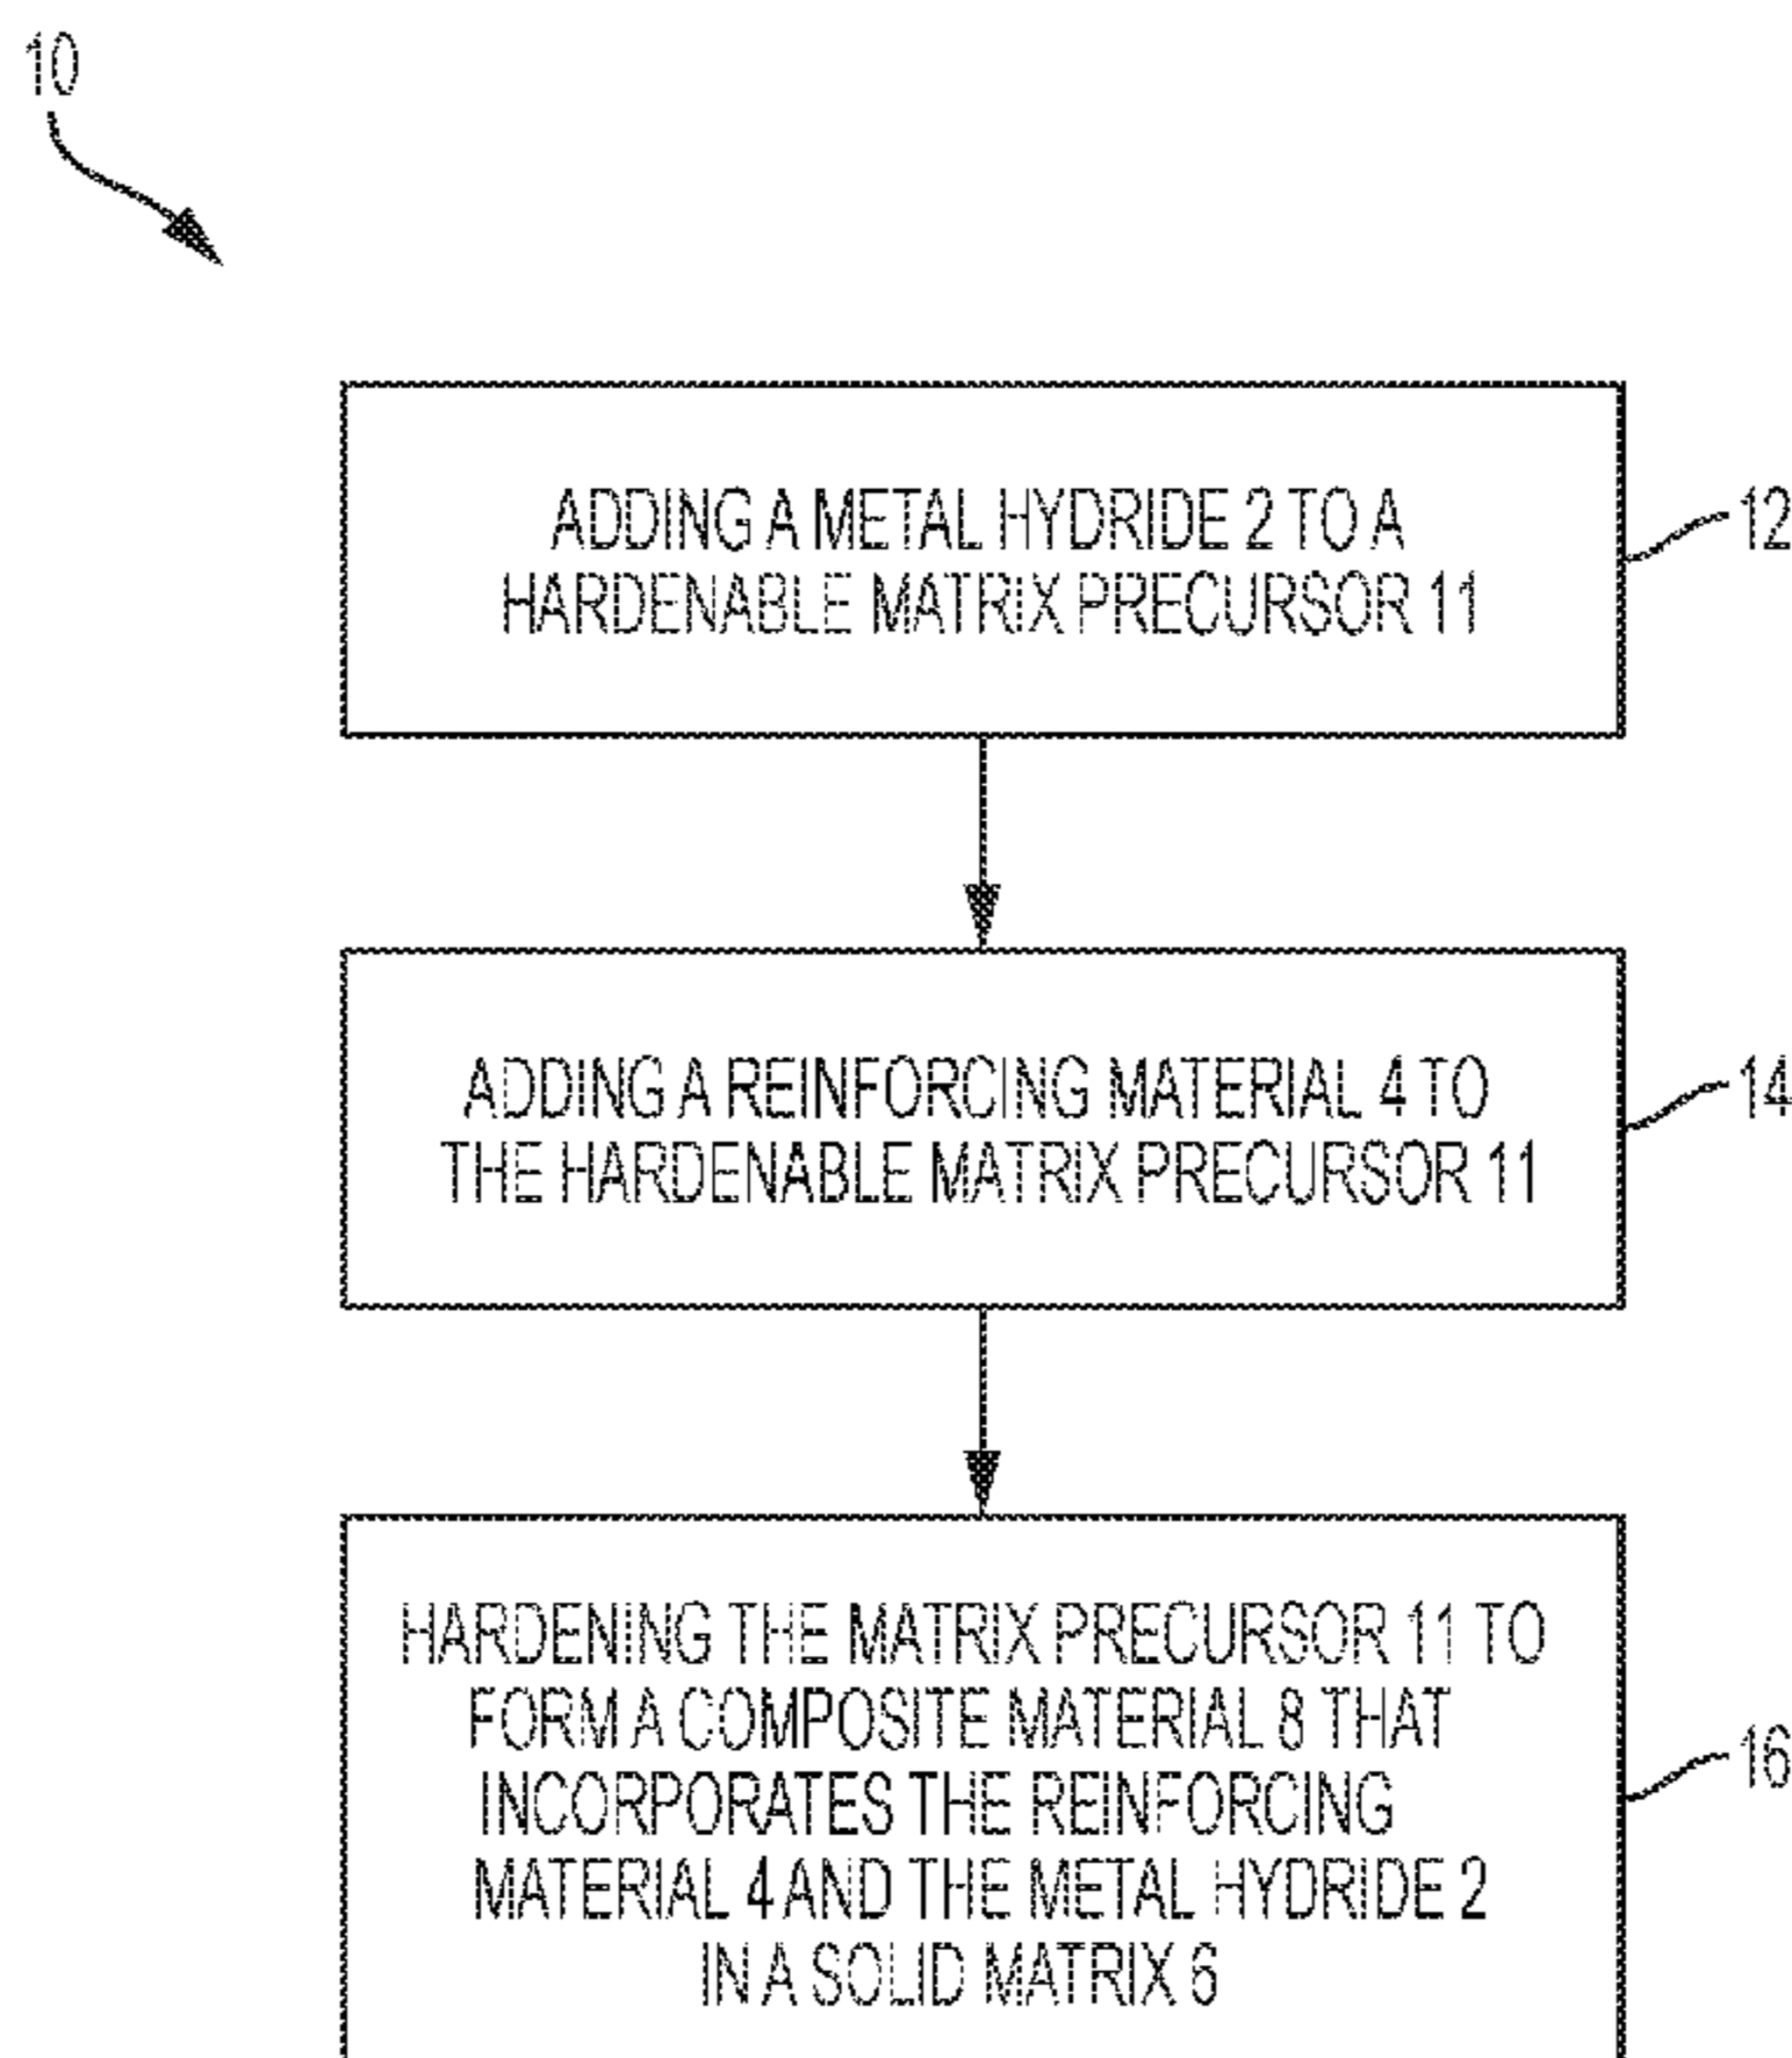 10
ADDING A METAL HYDRIDE 2 TO A
HARDENABLE MATRIX PRECURSOR 11
12
ADDING A REINFORCING MATERIAL 4 TO
THE HARDENABLE MATRIX PRECURSOR 11
14
HARDENING THE MATRIX PRECURSOR 11 TO
FORM A COMPOSITE MATERIAL 8 THAT
INCORPORATES THE REINFORCING
MATERIAL 4 AND THE METAL HYDRIDE 2
IN A SOLID MATRIX 6
16